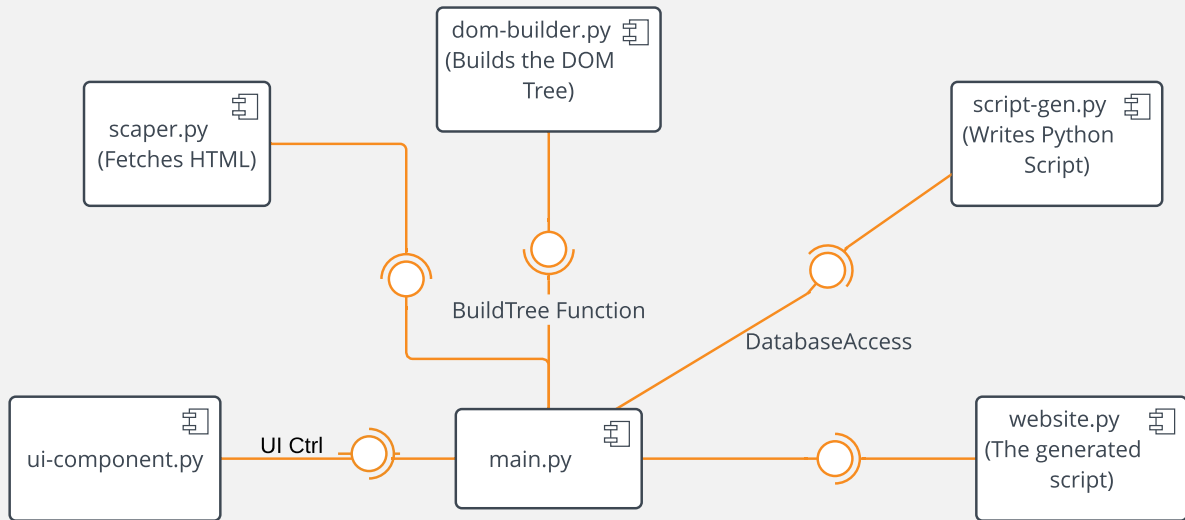 dom-builder.py
(Builds the DOM
Tree)
scaper.py
(Fetches HTML)
script-gen.py
(Writes Python
Script)
BuildTree Function
DatabaseAccess
UI Ctrl
ui-component.py
main.py
website.py
(The generated
script)